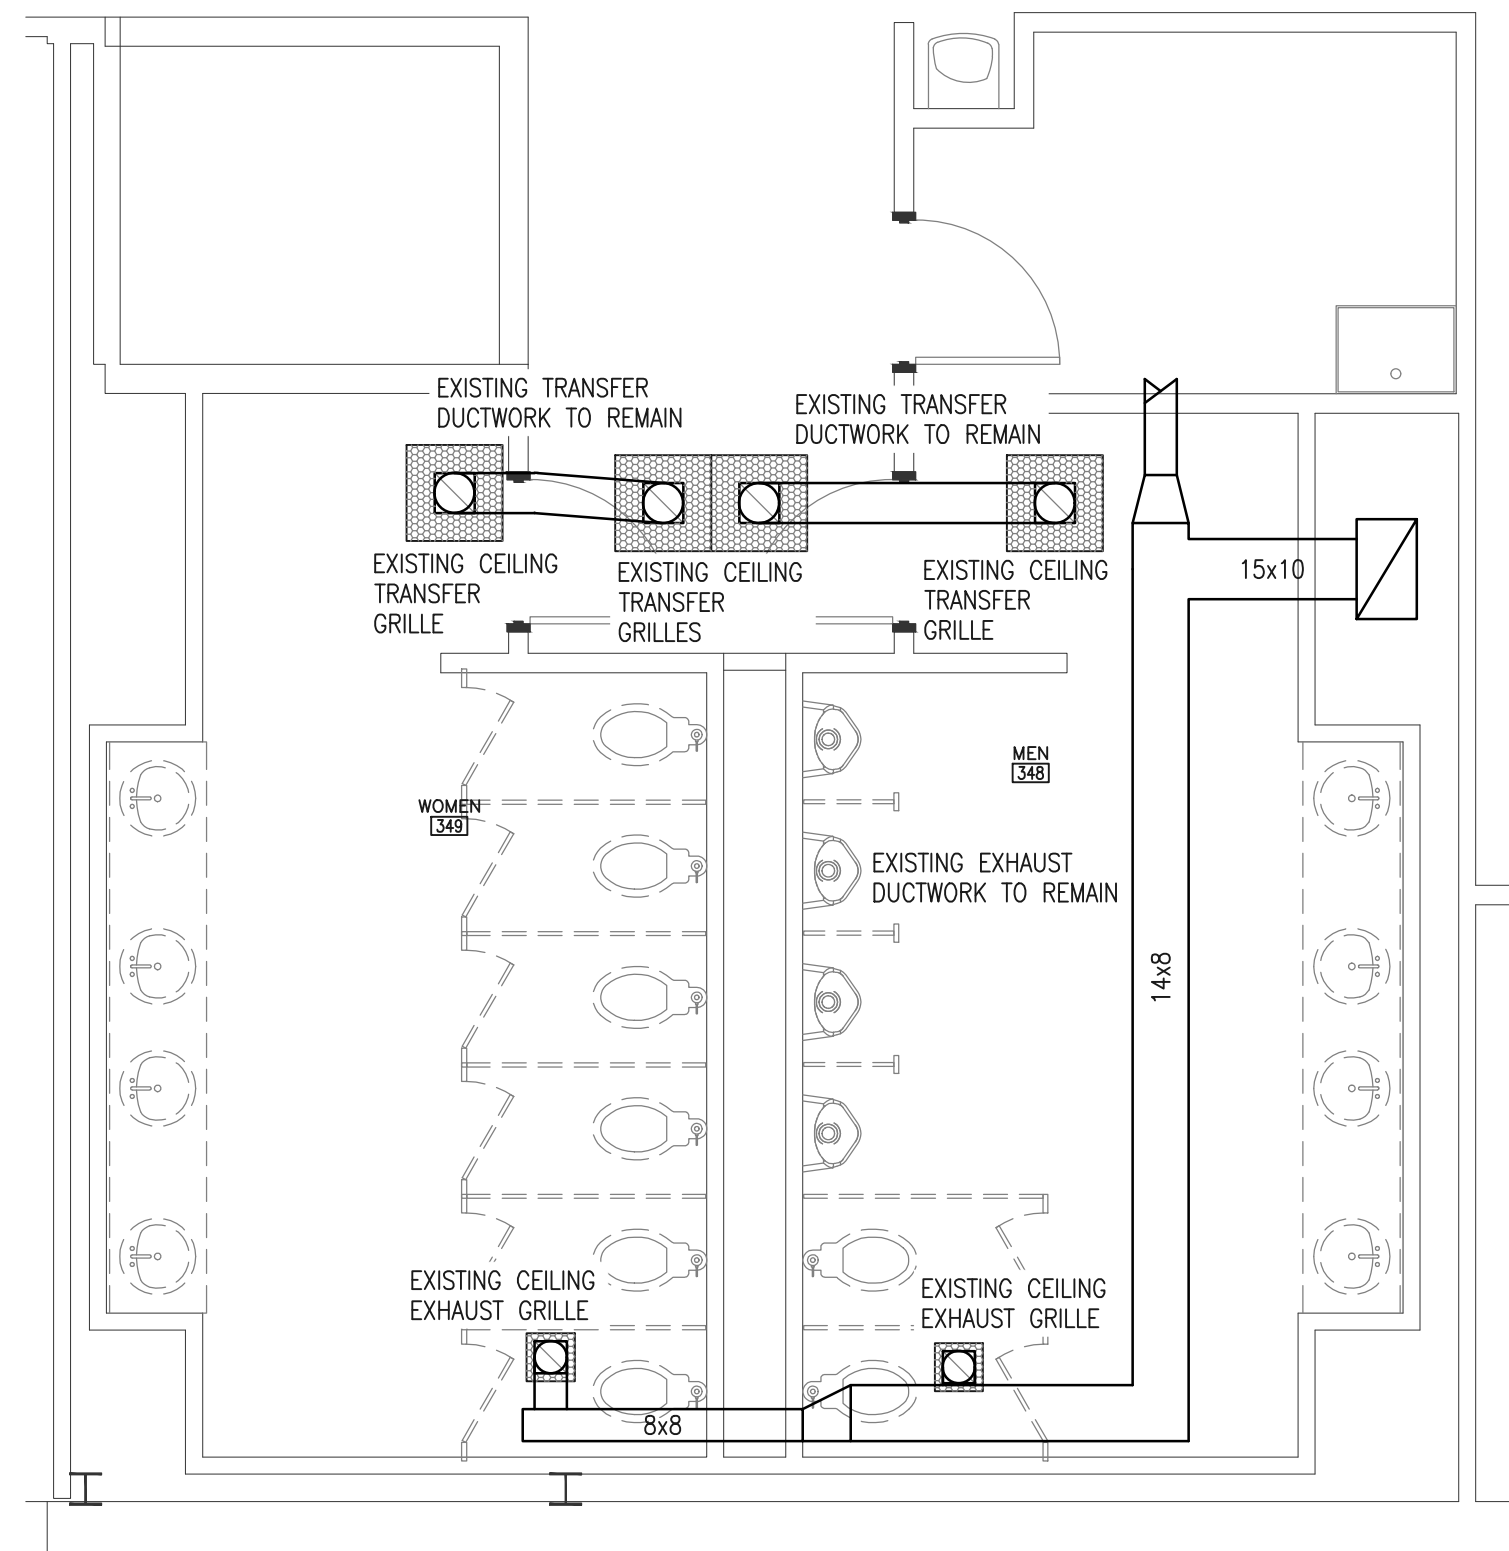 EXISTING TRANSFER
DUCTWORK TO REMAIN
EXISTING TRANSFER
DUCTWORK TO REMAIN
EXISTING CEILING
TRANSFER
GRILLE
EXISTING CEILING
TRANSFER
GRILLES
EXISTING CEILING
TRANSFER
GRILLE
15x10
MEN
348
WOMEN
349
EXISTING EXHAUST
DUCTWORK TO REMAIN
14x8
EXISTING CEILING
EXHAUST GRILLE
EXISTING CEILING
EXHAUST GRILLE
8x8